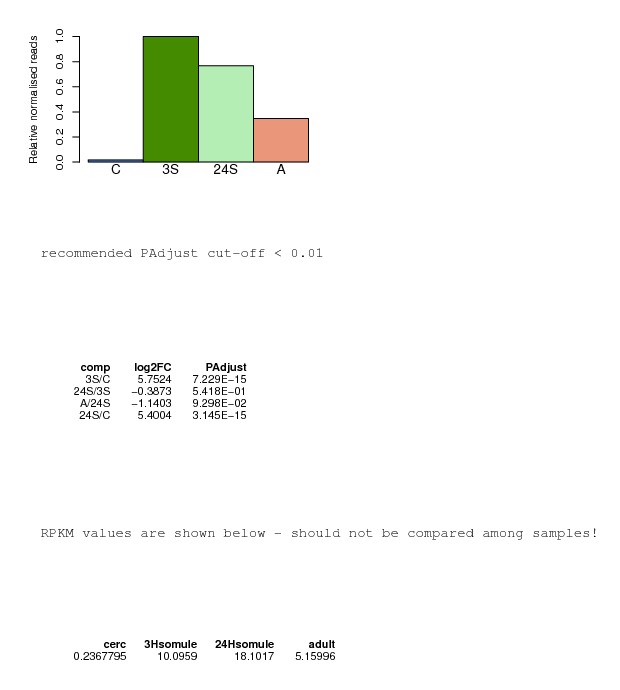 Relative normalised reads
1.0
0.8
0.6
0.4
0.2
0.0
C 3S 24S A
recommended PAdjust cut-off < 0.01
comp log2FC PAdjust
3S/C 5.7524 7.229E−15
24S/3S −0.3873 5.418E−01
A/24S −1.1403 9.298E−02
24S/C 5.4004 3.145E−15
RPKM values are shown below - should not be compared among samples!
cerc 3Hsomule 24Hsomule adult
0.2367795 10.0959 18.1017 5.15996